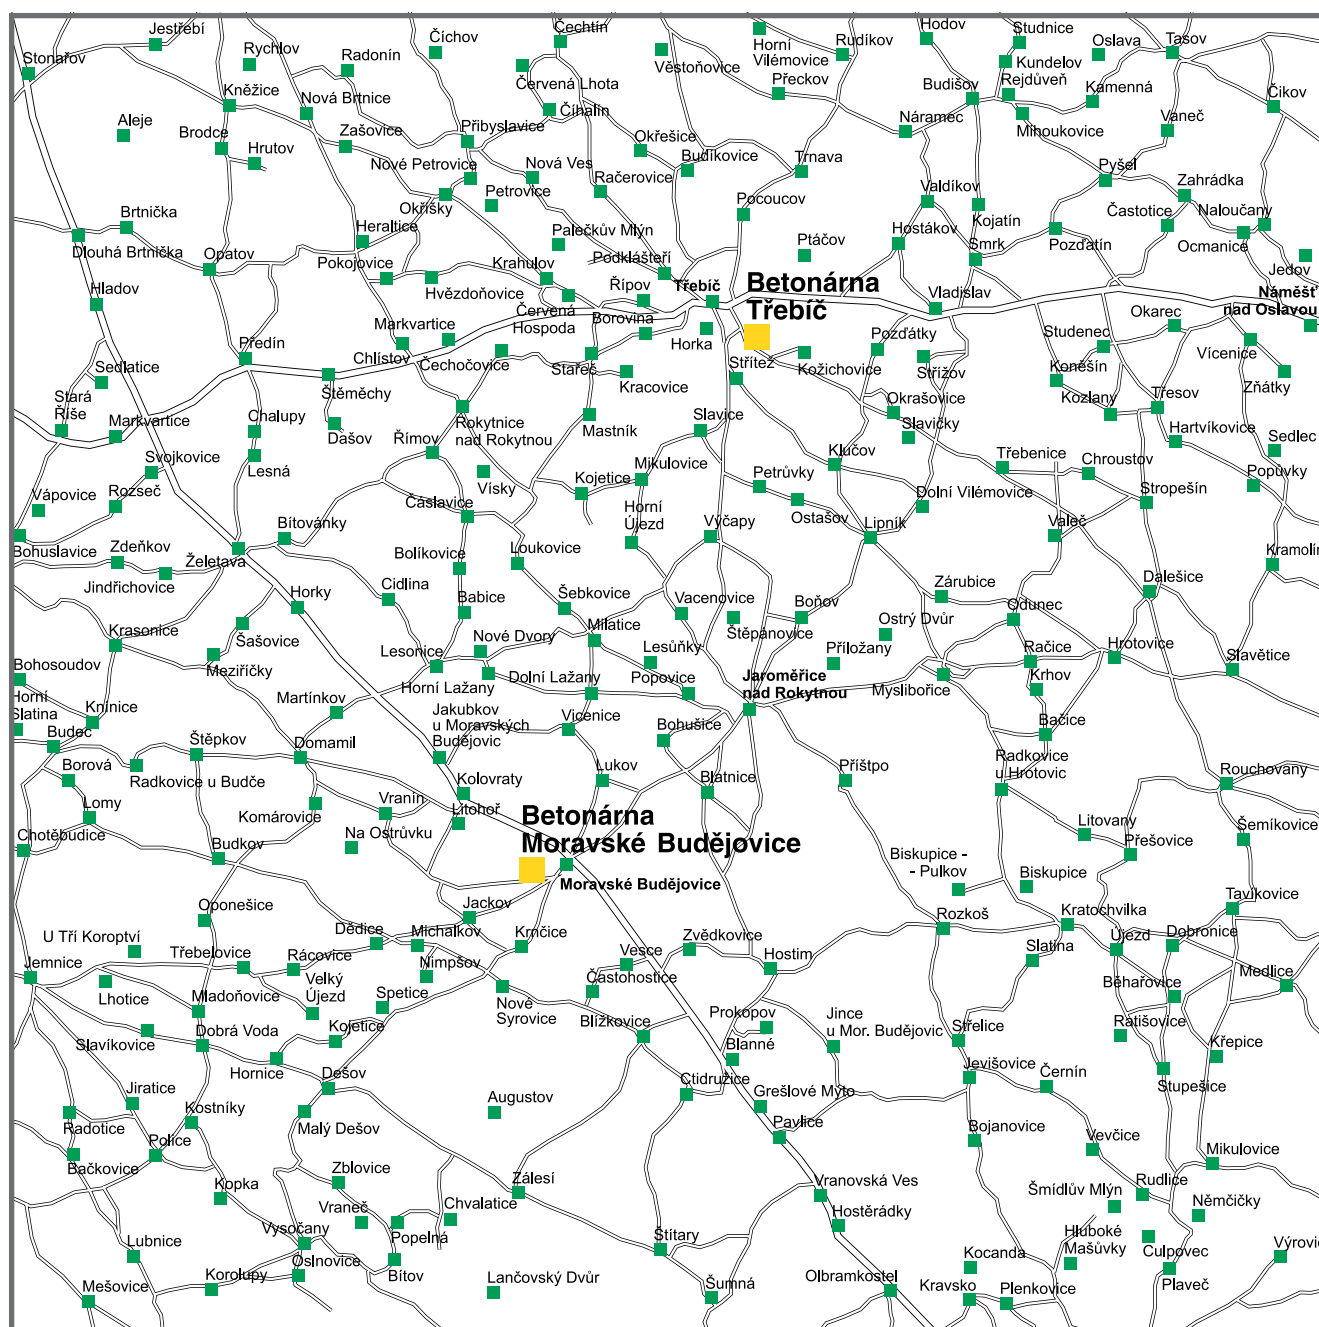 Jestřebí
Stonařov
Rychlov
Radonín
Číchov
Čechtín
Červená Lhota
Číhalín
Věstoňovice
Horní
Vilémovice
Přeckov
Rudíkov
Hodov
Studnice
Kundelov
Rejdůveň
Oslava
Tasov
Kněžice
Nová Brtnice
Budišov
Kamenná
Čikov
Aleje
Brodce
Hrutov
Zašovice
Přibyslavice
Okřešice
Náramec
Mihoukovice
Vaneč
Nové Petrovice
Nová Ves
Budíkovice
Trnava
Pyšel
Petrovice
Račerovice
Valdíkov
Zahrádka
Brtnička
Okříšky
Pocoucov
Kojatín
Častotice
Naloučany
Dlouhá Brtnička
Opatov
Heraltice
Palečkův Mlýn
Ptáčov
Hostákov
Smrk
Pozďatín
Ocmanice
Jedov
Pokojovice
Krahulov
Podklášteří
Hladov
Hvězdoňovice
Řípov
Třebíč
Betonárna
Třebíč
Vladislav
Náměšť
nad Oslavou
Červená
Hospoda
Borovina
Markvartice
Horka
Pozďátky
Studenec
Okarec
Předín
Chlístov
Čechočovice
Stařeč
Střítež
Kožichovice
Střížov
Vícenice
Sedlatice
Štěměchy
Kracovice
Koněšín
Třesov
Zňátky
Stará
Říše
Okrašovice
Kozlany
Markvartice
Chalupy
Dašov
Rokytnice
nad Rokytnou
Mastník
Slavice
Slavičky
Hartvíkovice
Sedlec
Římov
Svojkovice
Lesná
Vísky
Mikulovice
Petrůvky
Klučov
Třebenice
Chroustov
Popůvky
Vápovice
Rozseč
Kojetice
Čáslavice
Horní
Újezd
Ostašov
Dolní Vilémovice
Stropešín
Bítovánky
Výčapy
Lipník
Valeč
Bohuslavice
Zdeňkov
Želetava
Bolíkovice
Loukovice
Kramolín
Jindřichovice
Cidlina
Babice
Šebkovice
Vacenovice
Boňov
Zárubice
Dalešice
Horky
Odunec
Krasonice
Šašovice
Nové Dvory
Milatice
Štěpánovice
Ostrý Dvůr
Bohosoudov
Meziříčky
Lesonice
Lesůňky
Příložany
Račice
Hrotovice
Slavětice
Horní
Slatina
Martínkov
Horní Lažany
Dolní Lažany
Popovice
Jaroměřice
nad Rokytnou
Myslibořice
Krhov
Knínice
Jakubkov
u Moravských
Budějovic
Vicenice
Bohušice
Bačice
Budeč
Štěpkov
Domamil
Borová
Radkovice u Budče
Kolovraty
Lukov
Blatnice
Příštpo
Radkovice
u Hrotovic
Rouchovany
Lomy
Komárovice
Vranín
Litohoř
Betonárna
Moravské Budějovice
Litovany
Chotěbudice
Na Ostrůvku
Přešovice
Šemíkovice
Budkov
Biskupice -
- Pulkov
Biskupice
Moravské Budějovice
Tavíkovice
Oponešice
Jackov
Rozkoš
Kratochvilka
U Tří Koroptví
Dědice
Michalkov
Krnčice
Zvědkovice
Újezd
Dobronice
Jemnice
Třebelovice
Rácovice
Vesce
Hostim
Slatina
Lhotice
Velký
Újezd
Nimpšov
Častohostice
Běhařovice
Medlice
Mladoňovice
Spetice
Nové
Syrovice
Prokopov
Jince
u Mor. Budějovic
Slavíkovice
Dobrá Voda
Kojetice
Blížkovice
Střelice
Rátišovice
Křepice
Hornice
Dešov
Blanné
Jevišovice
Černín
Stupešice
Jiratice
Ctidružice
Grešlové Mýto
Augustov
Radotice
Kostníky
Malý Dešov
Pavlice
Bojanovice
Vevčice
Bačkovice
Police
Mikulovice
Kopka
Zblovice
Zálesí
Vranovská Ves
Rudlice
Vraneč
Chvalatice
Šmídův Mlýn
Němčičky
Vysočany
Popelná
Hostěrádky
Lubnice
Štítary
Hluboké
Mašůvky
Culpovec
Výrovice
Mešovice
Korolupy
Oslnovice
Bítov
Lančovský Dvůr
Šumná
Olbramkostel
Kocanda
Kravsko
Plenkovice
Plaveč